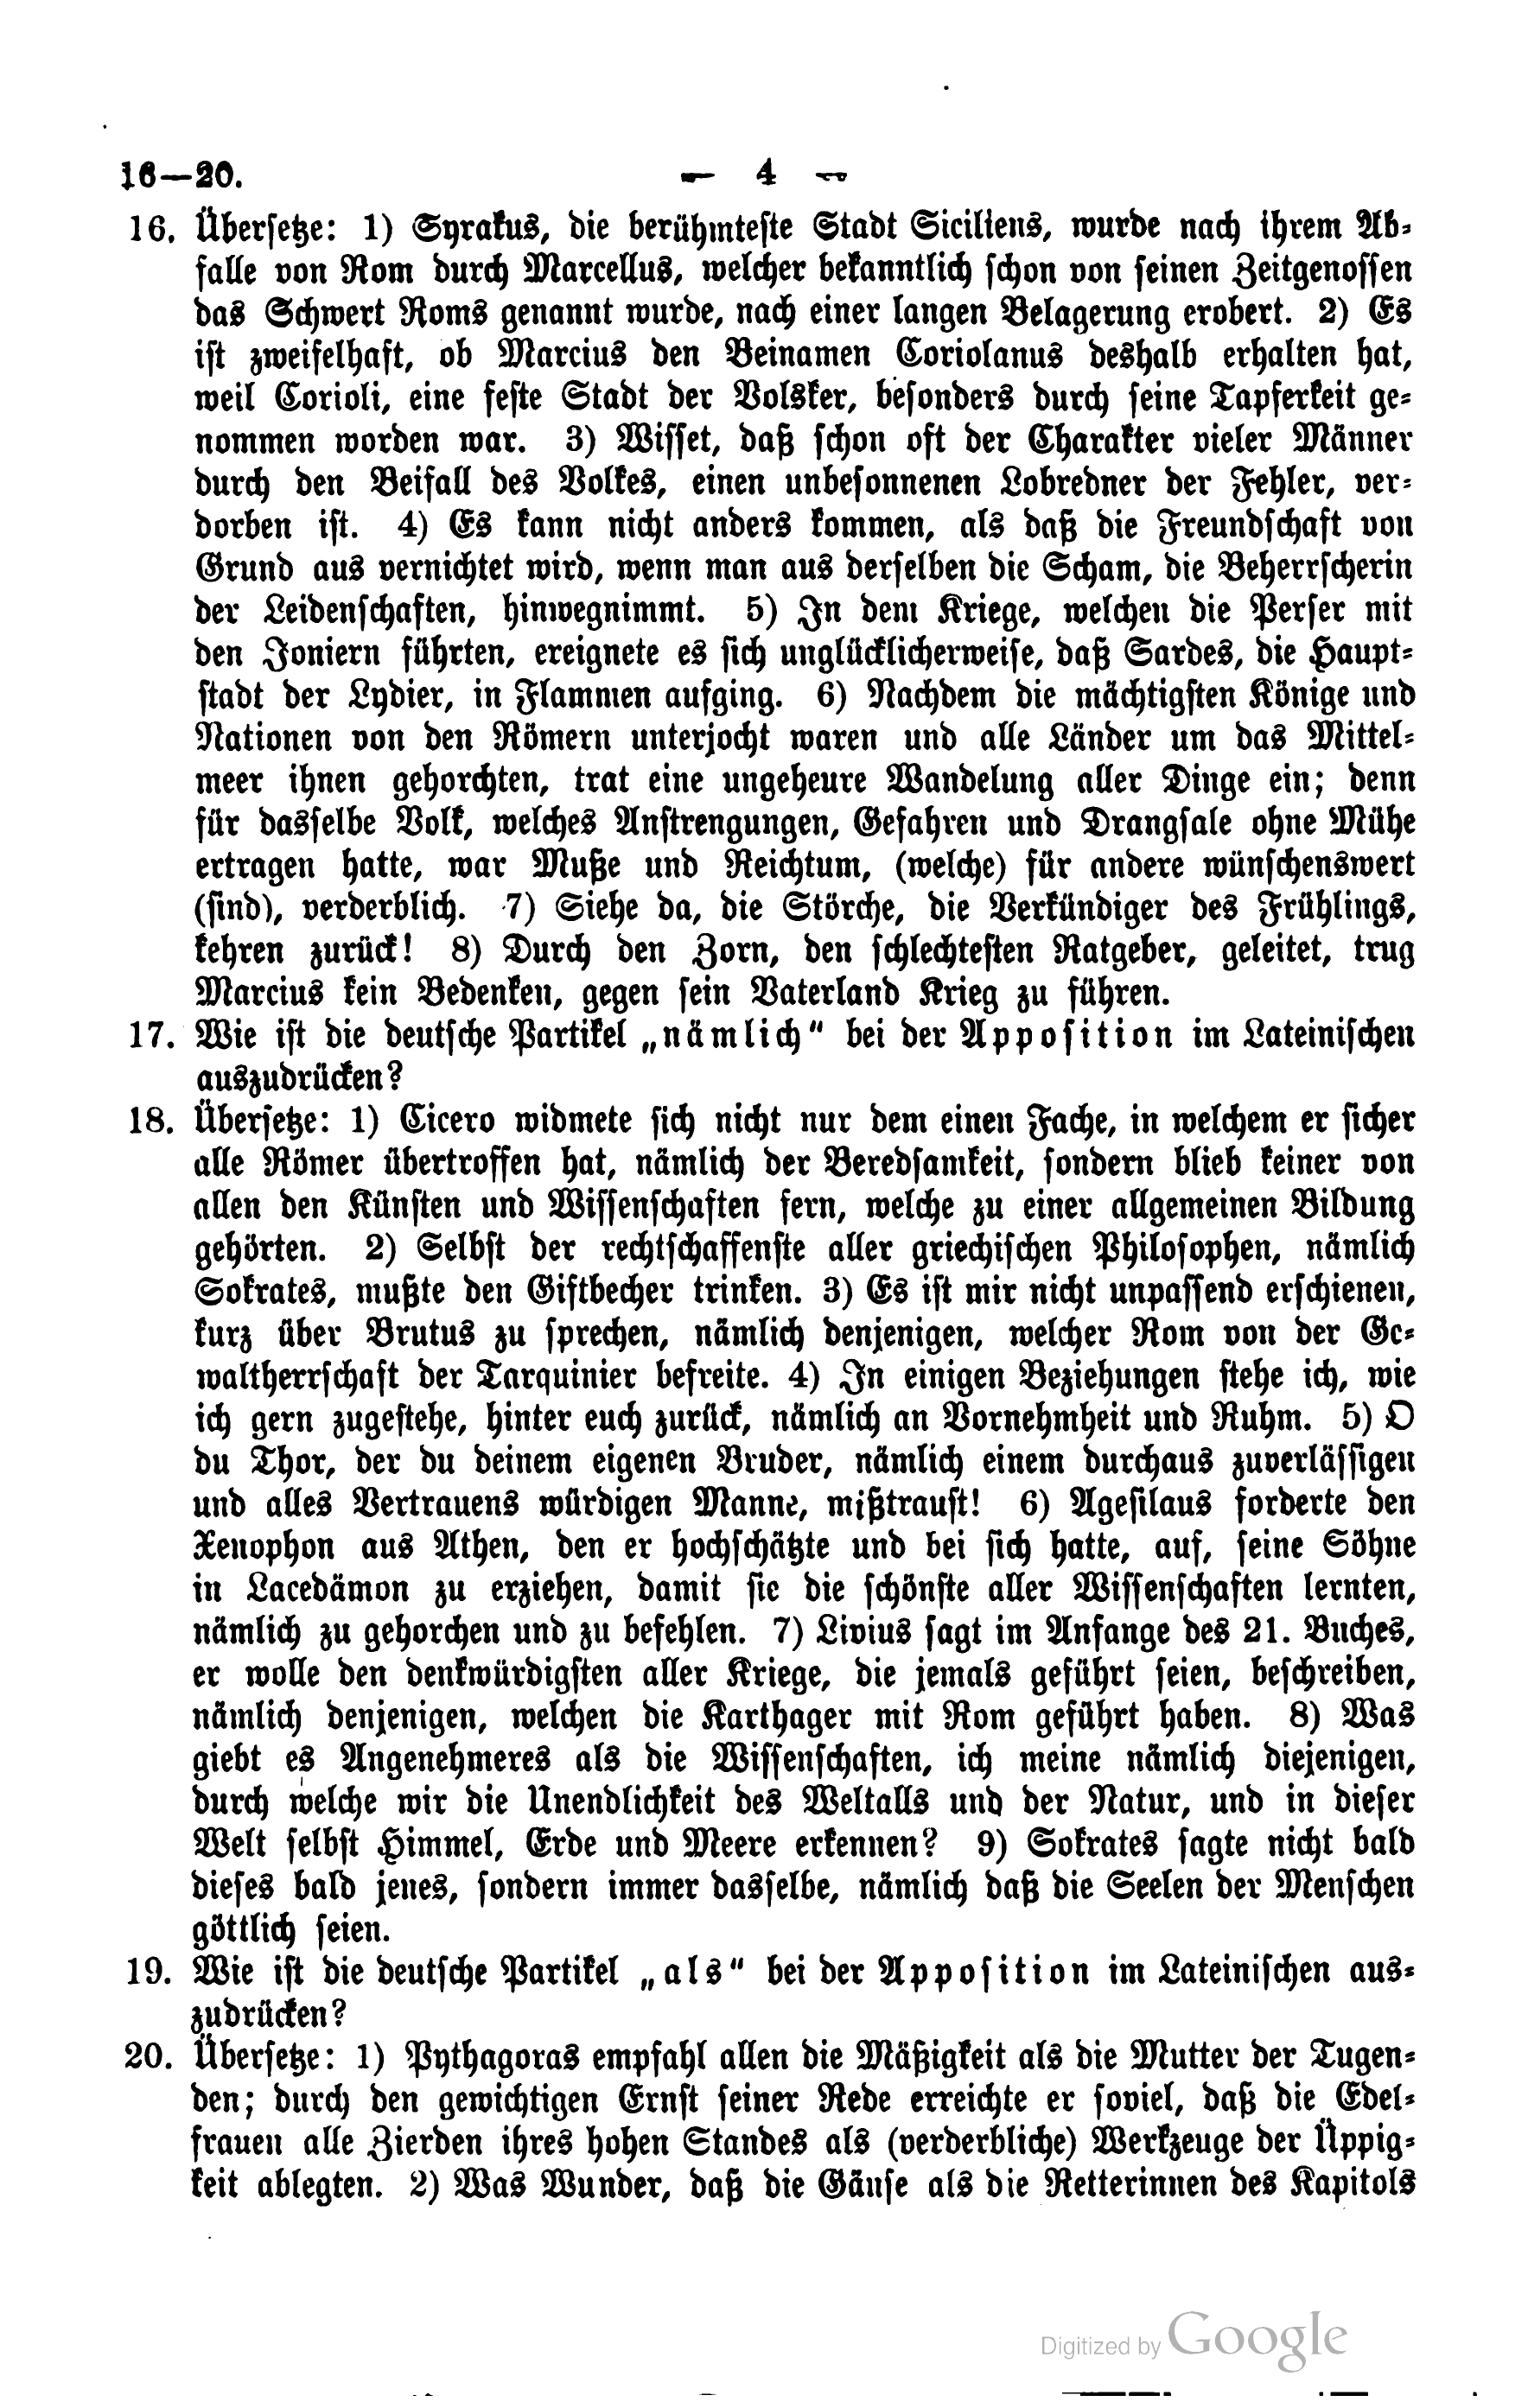 16—20.
— 4 —
16. Übersetze: 1) Syrakus, die berühmteste Stadt Siciliens, wurde nach ihrem Ab-
falle von Rom durch Marcellus, welcher bekanntlich schon von seinen Zeitgenossen
das Schwert Roms genannt wurde, nach einer langen Belagerung erobert. 2) Es
ist zweifelhaft, ob Marcius den Beinamen Coriolanus deshalb erhalten hat,
weil Corioli, eine feste Stadt der Volsker, besonders durch seine Tapferkeit ge-
nommen worden war. 3) Wisset, daß schon oft der Charakter vieler Männer
durch den Beifall des Volkes, einen unbesonnenen Lobredner der Fehler, ver-
dorben ist. 4) Es kann nicht anders kommen, als daß die Freundschaft von
Grund aus vernichtet wird, wenn man aus derselben die Scham, die Beherrscherin
der Leidenschaften, hinwegnimmt. 5) In dem Kriege, welchen die Perser mit
den Joniern führten, ereignete es sich unglücklicherweise, daß Sardes, die Haupt-
stadt der Lydier, in Flammen aufging. 6) Nachdem die mächtigsten Könige und
Nationen von den Römern unterjocht waren und alle Länder um das Mittel-
meer ihnen gehorchten, trat eine ungeheure Wandelung aller Dinge ein; denn
für dasselbe Volk, welches Anstrengungen, Gefahren und Drangsale ohne Mühe
ertragen hatte, war Muße und Reichtum, (welche) für andere wünschenswert
(sind), verderblich. 7) Siehe da, die Störche, die Verkündiger des Frühlings,
kehren zurück! 8) Durch den Zorn, den schlechtesten Ratgeber, geleitet, trug
Marcius kein Bedenken, gegen sein Vaterland Krieg zu führen.
17. Wie ist die deutsche Partikel „nämlich" bei der Apposition im Lateinischen
auszudrücken?
18. Übersetze: 1) Cicero widmete sich nicht nur dem einen Fache, in welchem er sicher
alle Römer übertroffen hat, nämlich der Beredsamkeit, sondern blieb keiner von
allen den Künsten und Wissenschaften fern, welche zu einer allgemeinen Bildung
gehörten. 2) Selbst der rechtschaffenste aller griechischen Philosophen, nämlich
Sokrates, mußte den Giftbecher trinken. 3) Es ist mir nicht unpassend erschienen,
kurz über Brutus zu sprechen, nämlich denjenigen, welcher Rom von der Ge-
waltherrschaft der Tarquinier befreite. 4) In einigen Beziehungen stehe ich, wie
ich gern zugestehe, hinter euch zurück, nämlich an Vornehmheit und Ruhm. 5) O
du Thor, der du deinem eigenen Bruder, nämlich einem durchaus zuverlässigen
und alles Vertrauens würdigen Manne, mißtraust! 6) Agesilaus forderte den
Xenophon aus Athen, den er hochschätzte und bei sich hatte, auf, seine Söhne
in Lacedämon zu erziehen, damit sie die schönste aller Wissenschaften lernten,
nämlich zu gehorchen und zu befehlen. 7) Livius sagt im Anfange des 21. Buches,
er wolle den denkwürdigsten aller Kriege, die jemals geführt seien, beschreiben,
nämlich denjenigen, welchen die Karthager mit Rom geführt haben. 8) Was
giebt es Angenehmeres als die Wissenschaften, ich meine nämlich diejenigen,
durch welche wir die Unendlichkeit des Weltalls und der Natur, und in dieser
Welt selbst Himmel, Erde und Meere erkennen? 9) Sokrates sagte nicht bald
dieses bald jenes, sondern immer dasselbe, nämlich daß die Seelen der Menschen
göttlich seien.
19. Wie ist die deutsche Partikel „als" bei der Apposition im Lateinischen aus-
zudrücken?
20. Übersetze: 1) Pythagoras empfahl allen die Mäßigkeit als die Mutter der Tugen-
den; durch den gewichtigen Ernst seiner Rede erreichte er soviel, daß die Edel-
frauen alle Zierden ihres hohen Standes als (verderbliche) Werkzeuge der Üppig-
keit ablegten. 2) Was Wunder, daß die Gänse als die Retterinnen des Kapitols
Digitized by Google